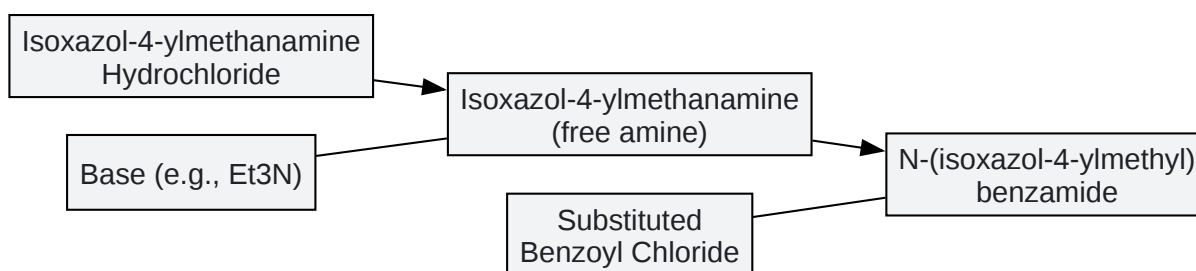 Isoxazol-4-ylmethanamine
Hydrochloride
Base (e.g., Et3N)
Isoxazol-4-ylmethanamine
(free amine)
Substituted
Benzoyl Chloride
N-(isoxazol-4-ylmethyl)
benzamide